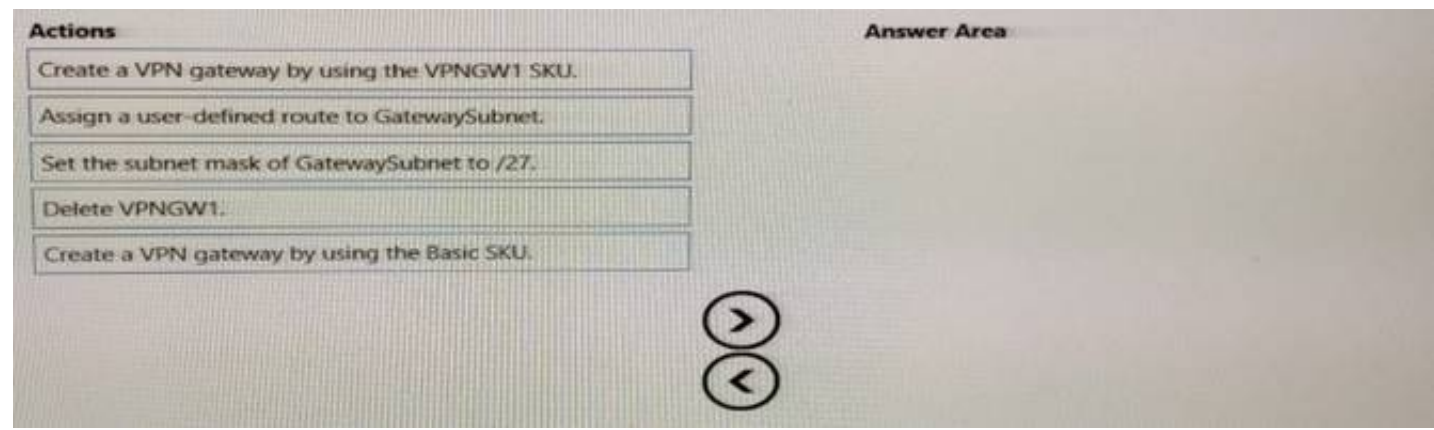 Actions
Answer Area
Create a VPN gateway by using the VPNGW1 SKU.
Assign a user-defined route to GatewaySubnet.
Set the subnet mask of GatewaySubnet to /27.
Delete VPNGW1.
Create a VPN gateway by using the Basic SKU.